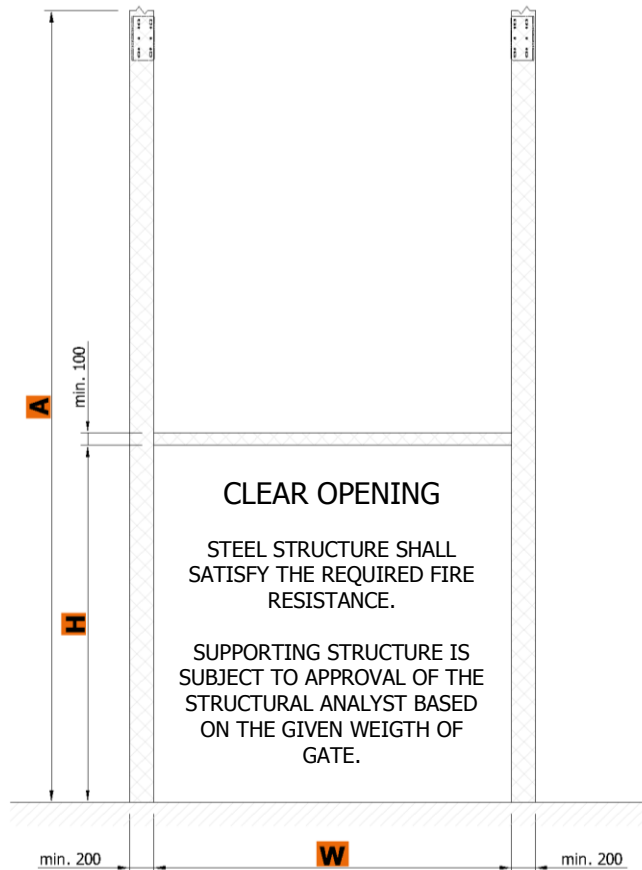 A
min. 100
CLEAR OPENING
STEEL STRUCTURE SHALL
SATISFY THE REQUIRED FIRE
RESISTANCE.
H
SUPPORTING STRUCTURE IS
SUBJECT TO APPROVAL OF THE
STRUCTURAL ANALYST BASED
ON THE GIVEN WEIGTH OF
GATE.
min. 200
W
min. 200